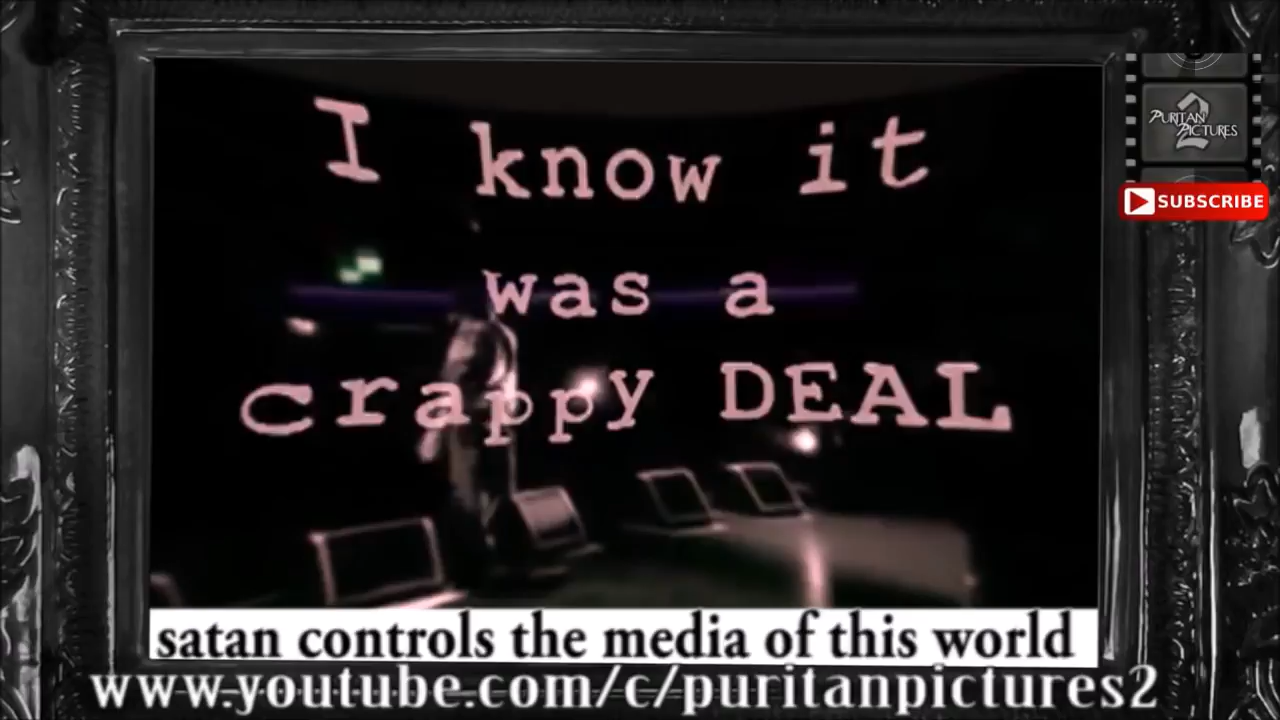 I know it
was a
crappy DEAL
PURITAN
2
PICTURES
SUBSCRIBE
satan controls the media of this world
www.youtube.com/c/puritanpictures2